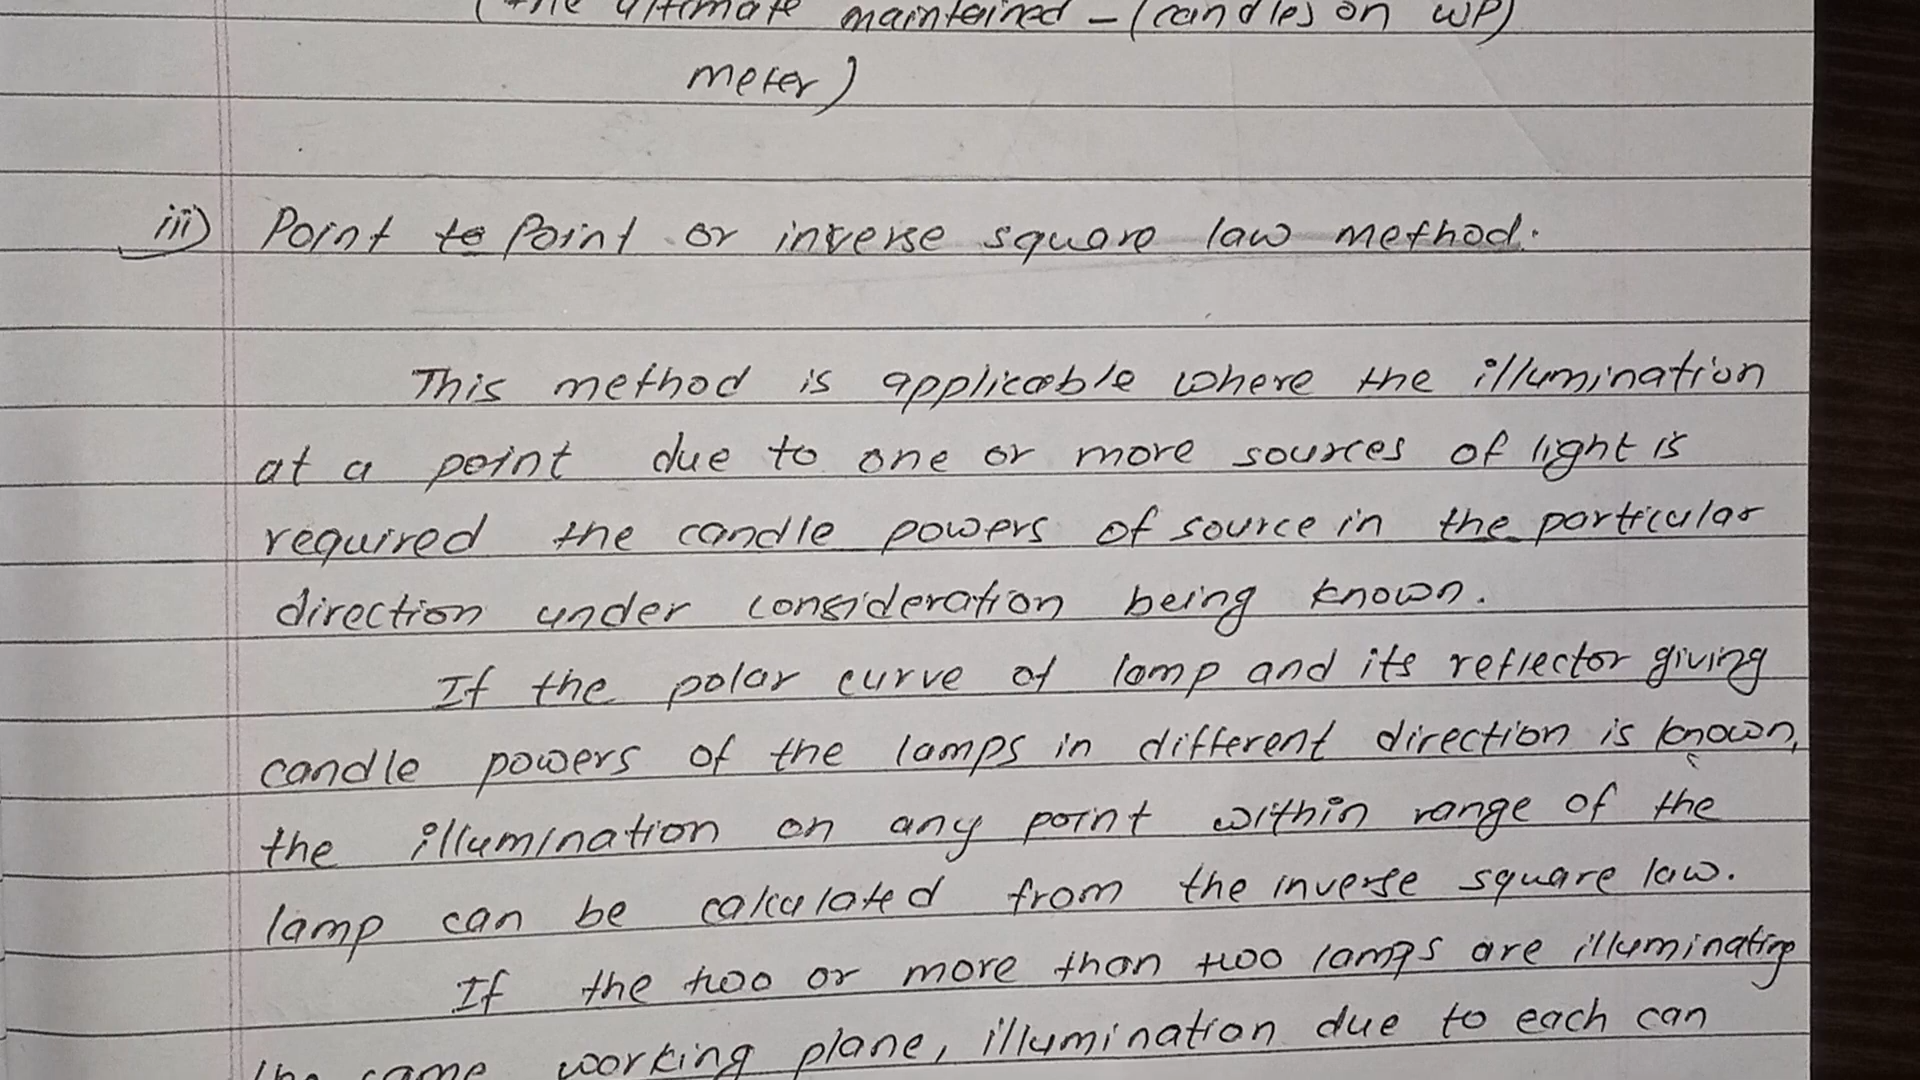 (the ultimate maintained - (candles on WP)
meter)
iii) Point to Point or inverse square law method.
This method is applicable where the illumination
at a point due to one or more sources of light is
required the candle powers of source in the particular
direction under consideration being known.
If the polar curve of lamp and its reflector giving
candle powers of the lamps in different direction is known,
the illumination on any point within range of the
lamp can be calculated from the inverse square law.
If the two or more than two lamps are illuminating
the same working plane, illumination due to each can